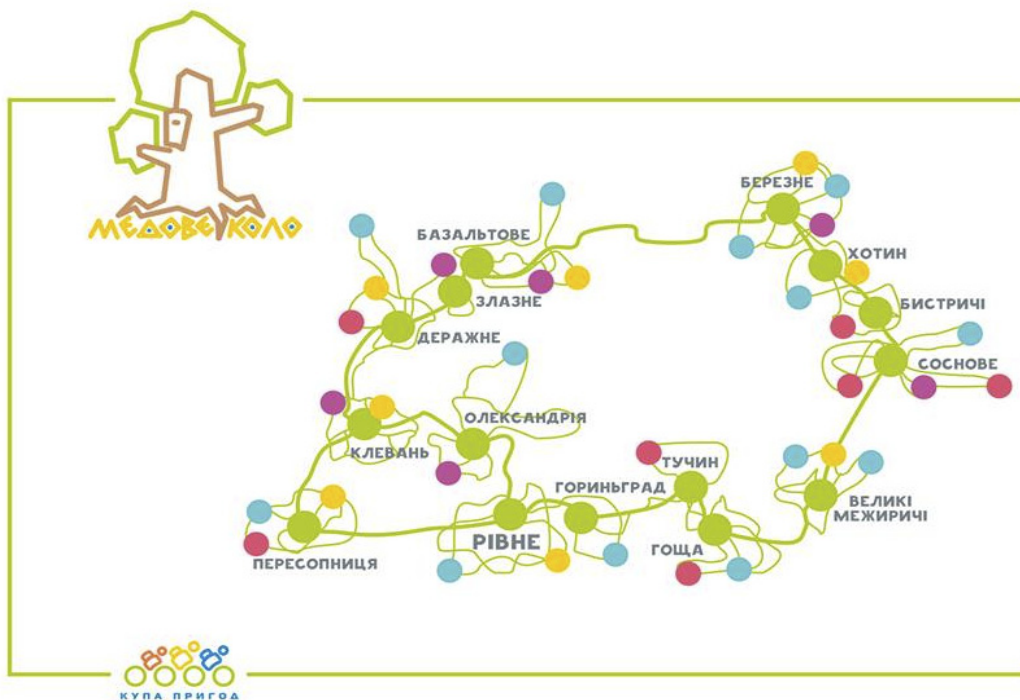 МЕДОВЕ КОЛО
БЕРЕЗНЕ
БАЗАЛЬТОВЕ
ХОТИН
ЗЛАЗНЕ
БИСТРИЧІ
ДЕРАЖНЕ
СОСНОВЕ
ОЛЕКСАНДРІЯ
КЛЕВАНЬ
ТУЧИН
ГОРИНЬГРАД
ВЕЛИКІ
МЕЖИРИЧІ
РІВНЕ
ГОЩА
ПЕРЕСОПНИЦЯ
КУПА ПРИГОД